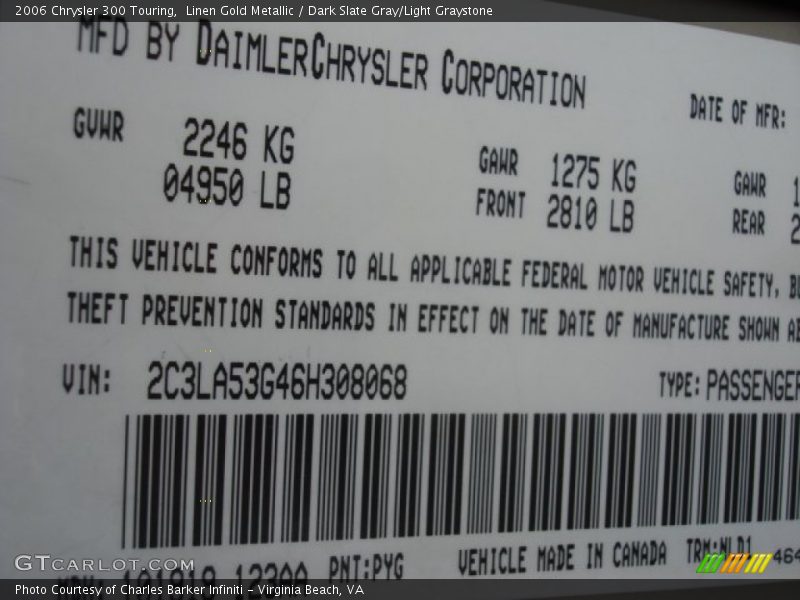 2006 Chrysler 300 Touring, Linen Gold Metallic / Dark Slate Gray/Light Graystone
MFD BY DAIMLERCHRYSLER CORPORATION
DATE OF MFR:
GVWR 2246 KG GAWR 1275 KG GAWR
04950 LB FRONT 2810 LB REAR
THIS VEHICLE CONFORMS TO ALL APPLICABLE FEDERAL MOTOR VEHICLE SAFETY,
THEFT PREVENTION STANDARDS IN EFFECT ON THE DATE OF MANUFACTURE SHOWN
VIN: 2C3LA53G46H308068 TYPE: PASSENGER
PNT:PYG VEHICLE MADE IN CANADA TRM:NLD1
GTCARLOT.COM
Photo Courtesy of Charles Barker Infiniti - Virginia Beach, VA